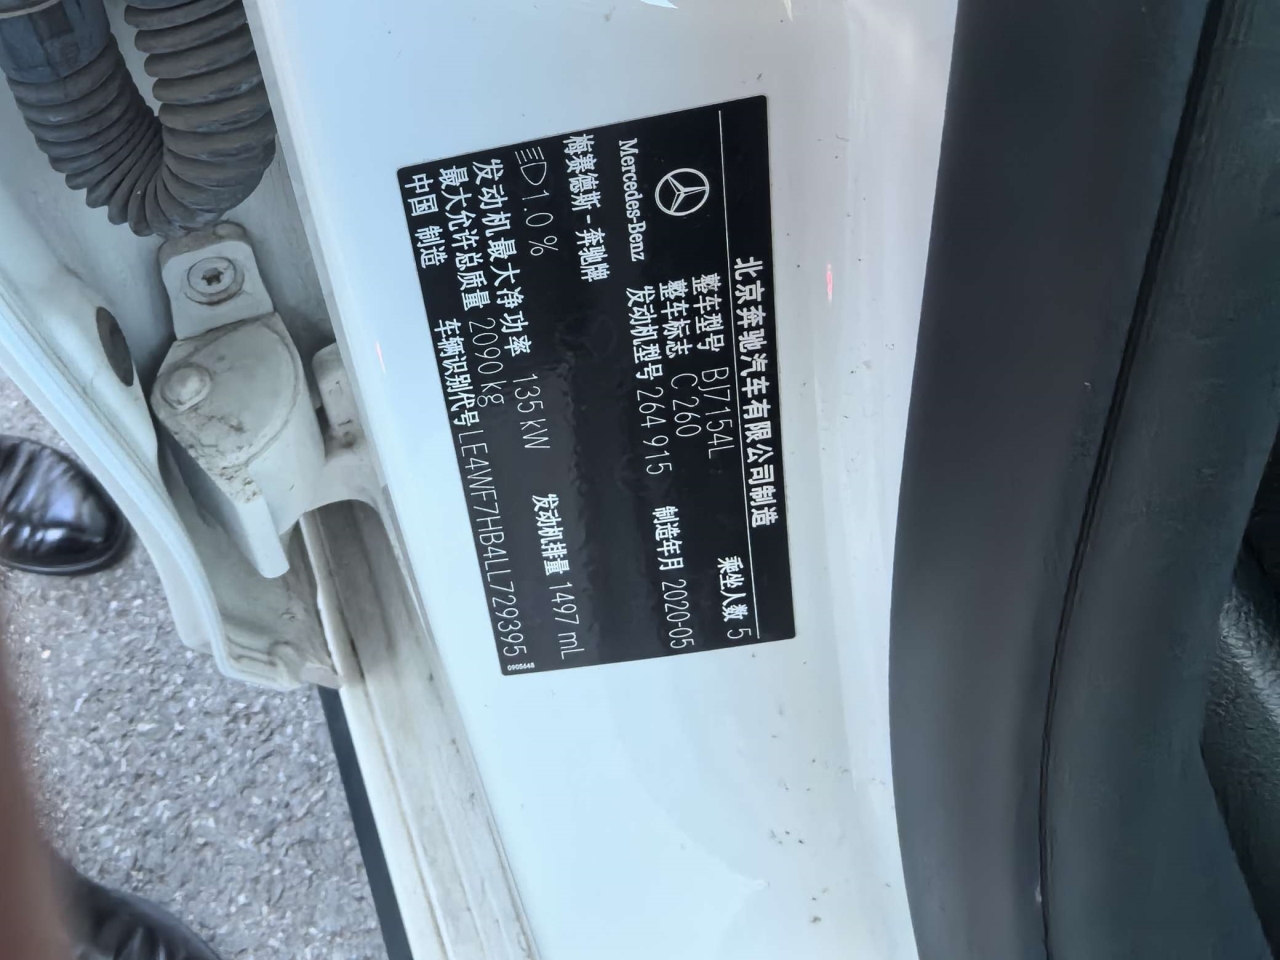 北京奔驰汽车有限公司制造
整车型号 BJ7154L
乘坐人数 5
整车标志 C 260
Mercedes-Benz
发动机型号 264 915
制造年月 2020-05
梅赛德斯-奔驰牌
1.0 %
发动机排量 1497 mL
发动机最大净功率 135 kW
最大允许总质量 2090 kg
中国 制造
车辆识别代号 LE4WF7HB4LL729395
0905648